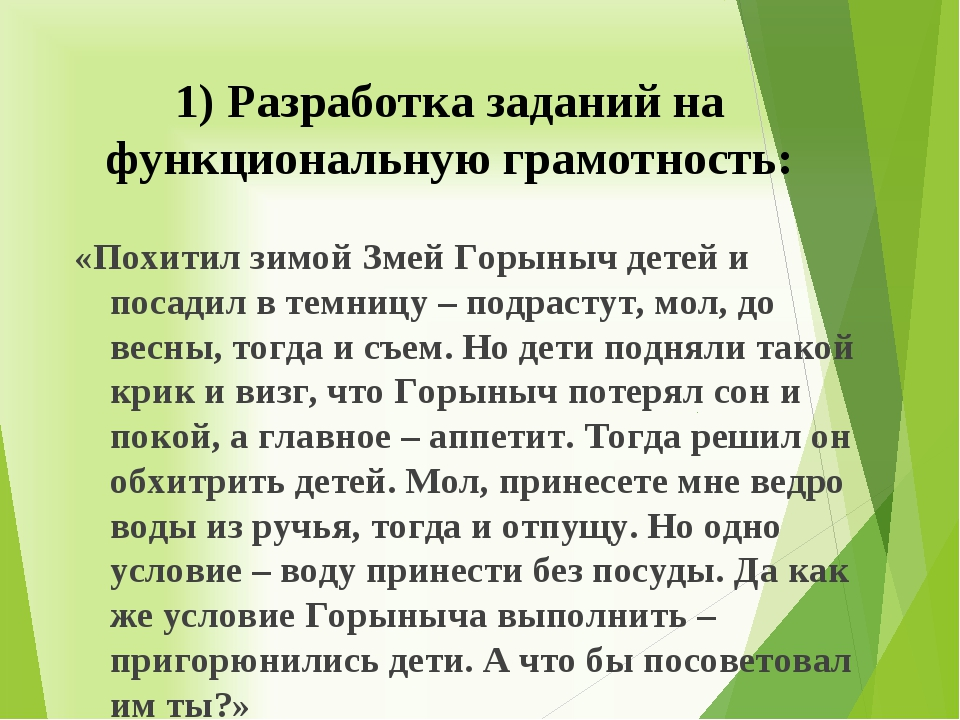 1) Разработка заданий на
функциональную грамотность:
«Похитил зимой Змей Горыныч детей и
посадил в темницу – подрастут, мол, до
весны, тогда и съем. Но дети подняли такой
крик и визг, что Горыныч потерял сон и
покой, а главное – аппетит. Тогда решил он
обхитрить детей. Мол, принесете мне ведро
воды из ручья, тогда и отпущу. Но одно
условие – воду принести без посуды. Да как
же условие Горыныча выполнить –
пригорюнились дети. А что бы посоветовал
им ты?»